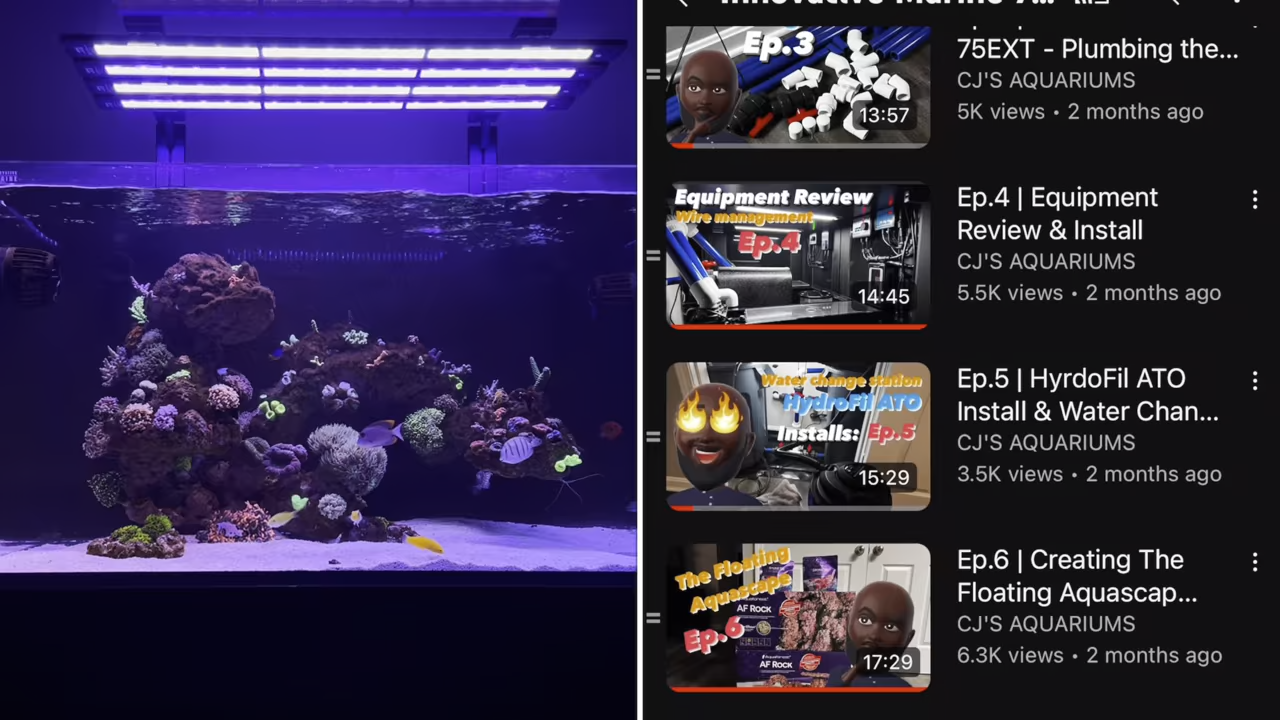 Ep.3
13:57
75EXT - Plumbing the...
CJ'S AQUARIUMS
5K views • 2 months ago
Equipment Review
Wire management
Ep.4
14:45
Ep.4 | Equipment
Review & Install
CJ'S AQUARIUMS
5.5K views • 2 months ago
Water change station
HydroFil ATO
Installs: Ep.5
15:29
Ep.5 | HyrdoFil ATO
Install & Water Chan...
CJ'S AQUARIUMS
3.5K views • 2 months ago
The Floating
Aquascape
Ep.6
AF ROCK
AF ROCK
17:29
Ep.6 | Creating The
Floating Aquascap...
CJ'S AQUARIUMS
6.3K views • 2 months ago